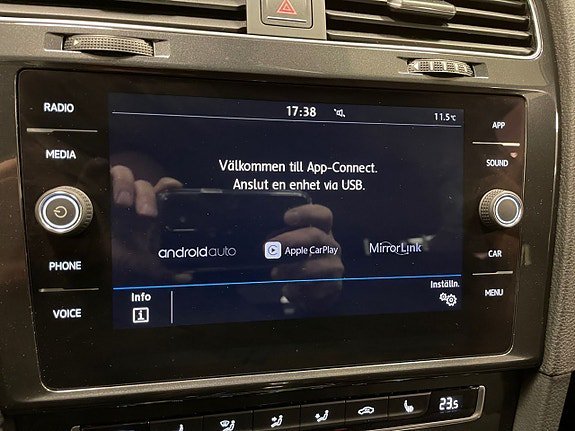 RADIO
MEDIA
PHONE
VOICE
17:38
11.5°C
Välkommen till App-Connect.
Anslut en enhet via USB.
androidauto
Apple CarPlay
MirrorLink
Info
i
Inställn.
APP
SOUND
CAR
MENU
23.5